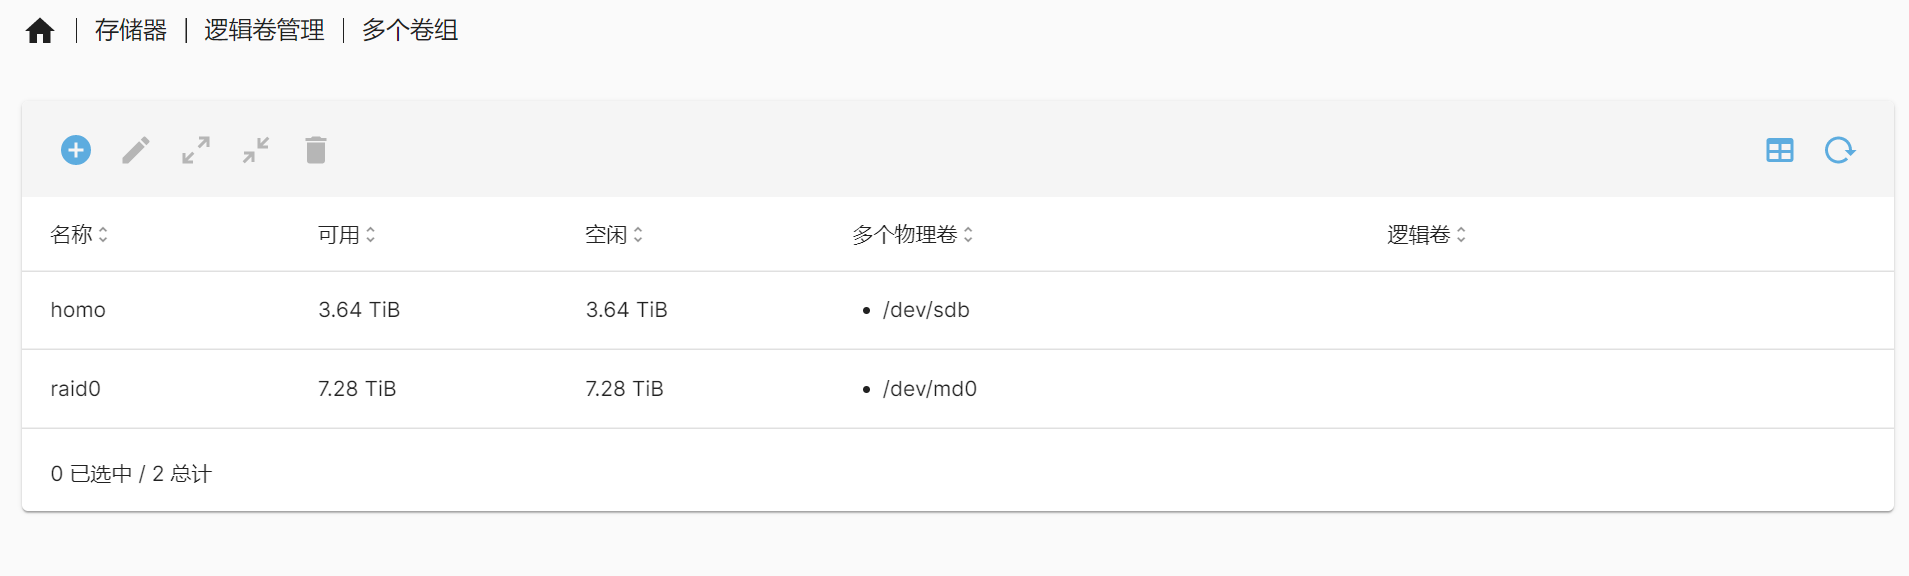 存储器 | 逻辑卷管理 | 多个卷组
名称 可用 空闲 多个物理卷 逻辑卷
homo 3.64 TiB 3.64 TiB • /dev/sdb
raid0 7.28 TiB 7.28 TiB • /dev/md0
0 已选中 / 2 总计